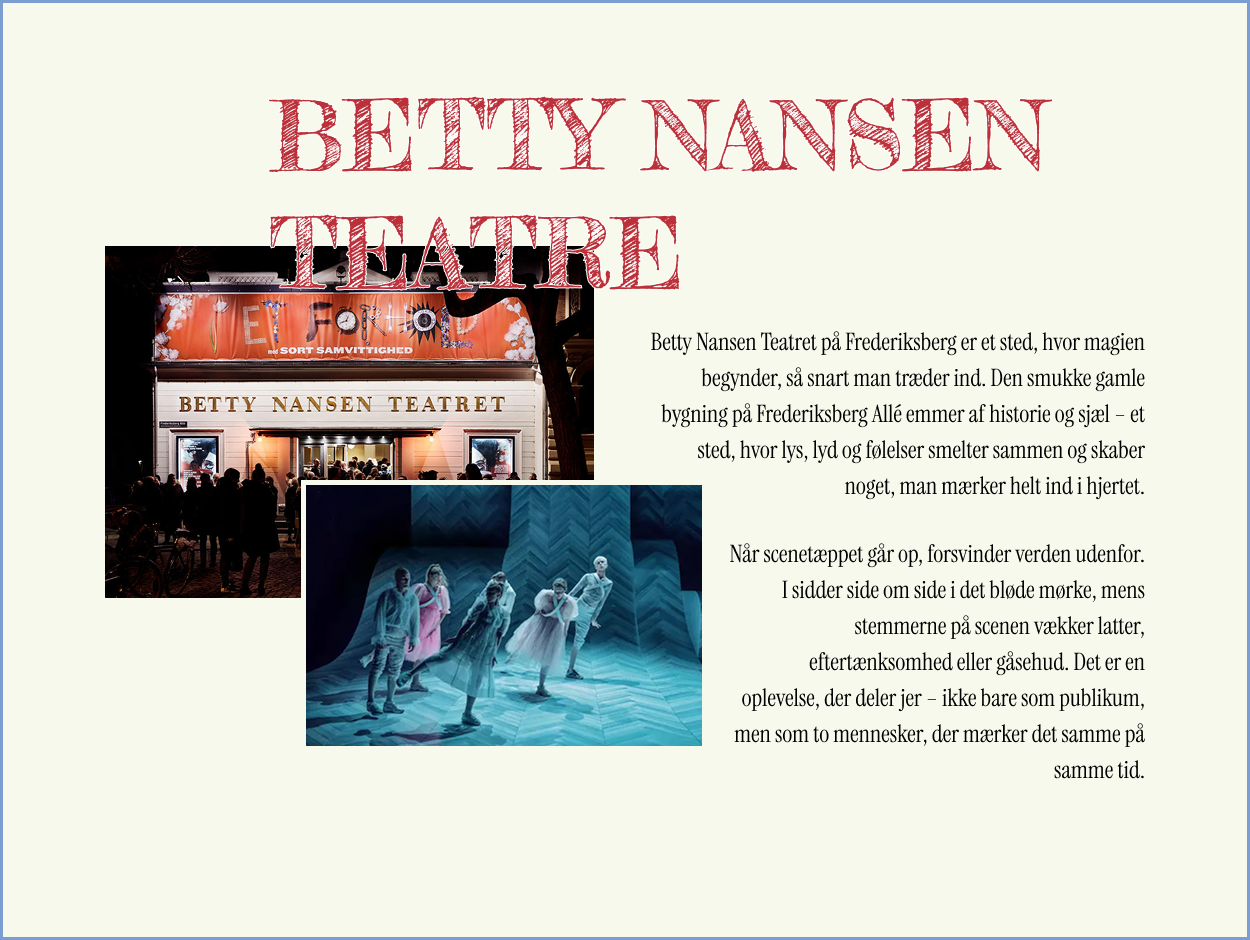 BETTY NANSEN
TEATRE
ET FORHOLD
med SORT SAMVITTIGHED
BETTY NANSEN TEATRET
Betty Nansen Teatret på Frederiksberg er et sted, hvor magien
begynder, så snart man træder ind. Den smukke gamle
bygning på Frederiksberg Allé emmer af historie og sjæl – et
sted, hvor lys, lyd og følelser smelter sammen og skaber
noget, man mærker helt ind i hjertet.
Når scenetæppet går op, forsvinder verden udenfor.
I sidder side om side i det bløde mørke, mens
stemmerne på scenen vækker latter,
eftertænksomhed eller gåsehud. Det er en
oplevelse, der deler jer – ikke bare som publikum,
men som to mennesker, der mærker det samme på
samme tid.